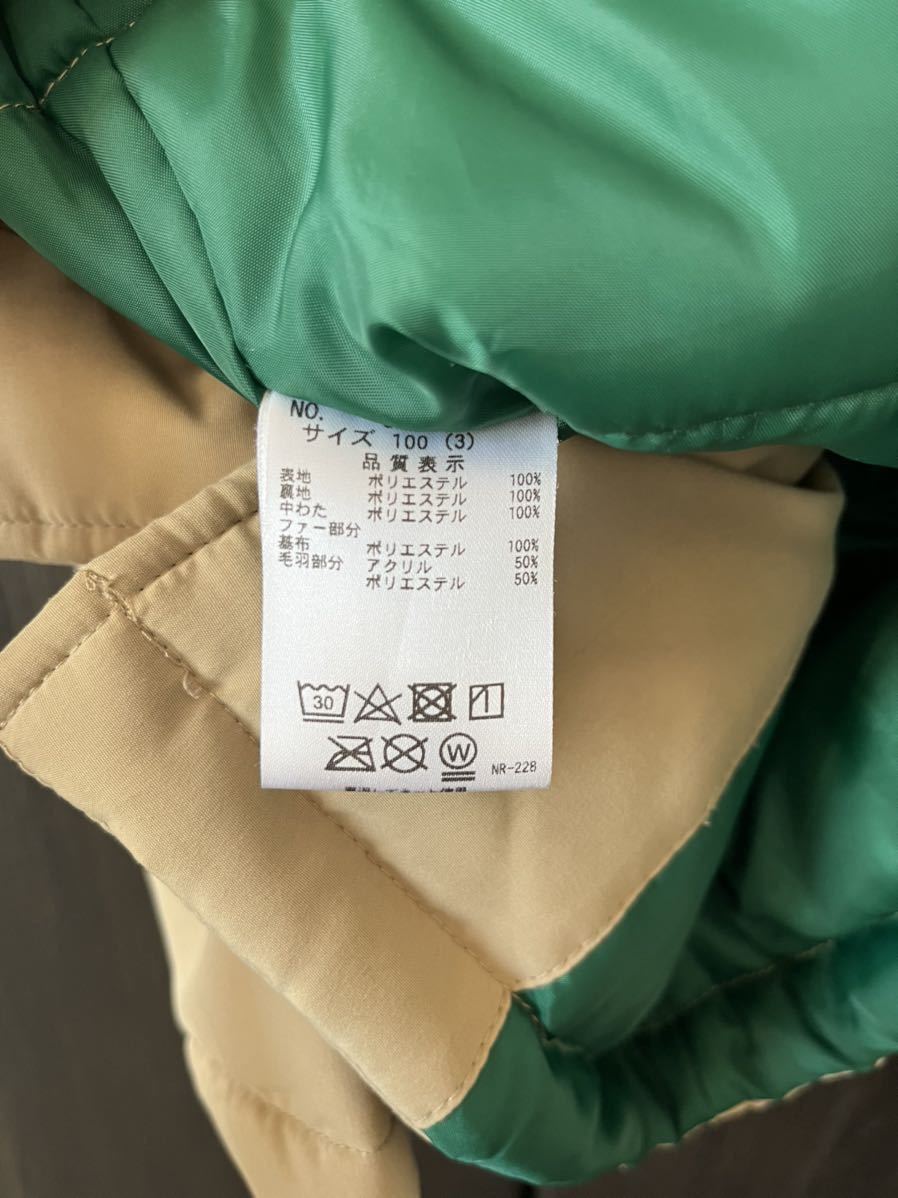 NO.
サイズ 100 (3)
品質表示
表地 ポリエステル 100%
裏地 ポリエステル 100%
中わた ポリエステル 100%
ファー部分
基布 ポリエステル 100%
毛羽部分 アクリル 50%
ポリエステル 50%
30
W
NR-228